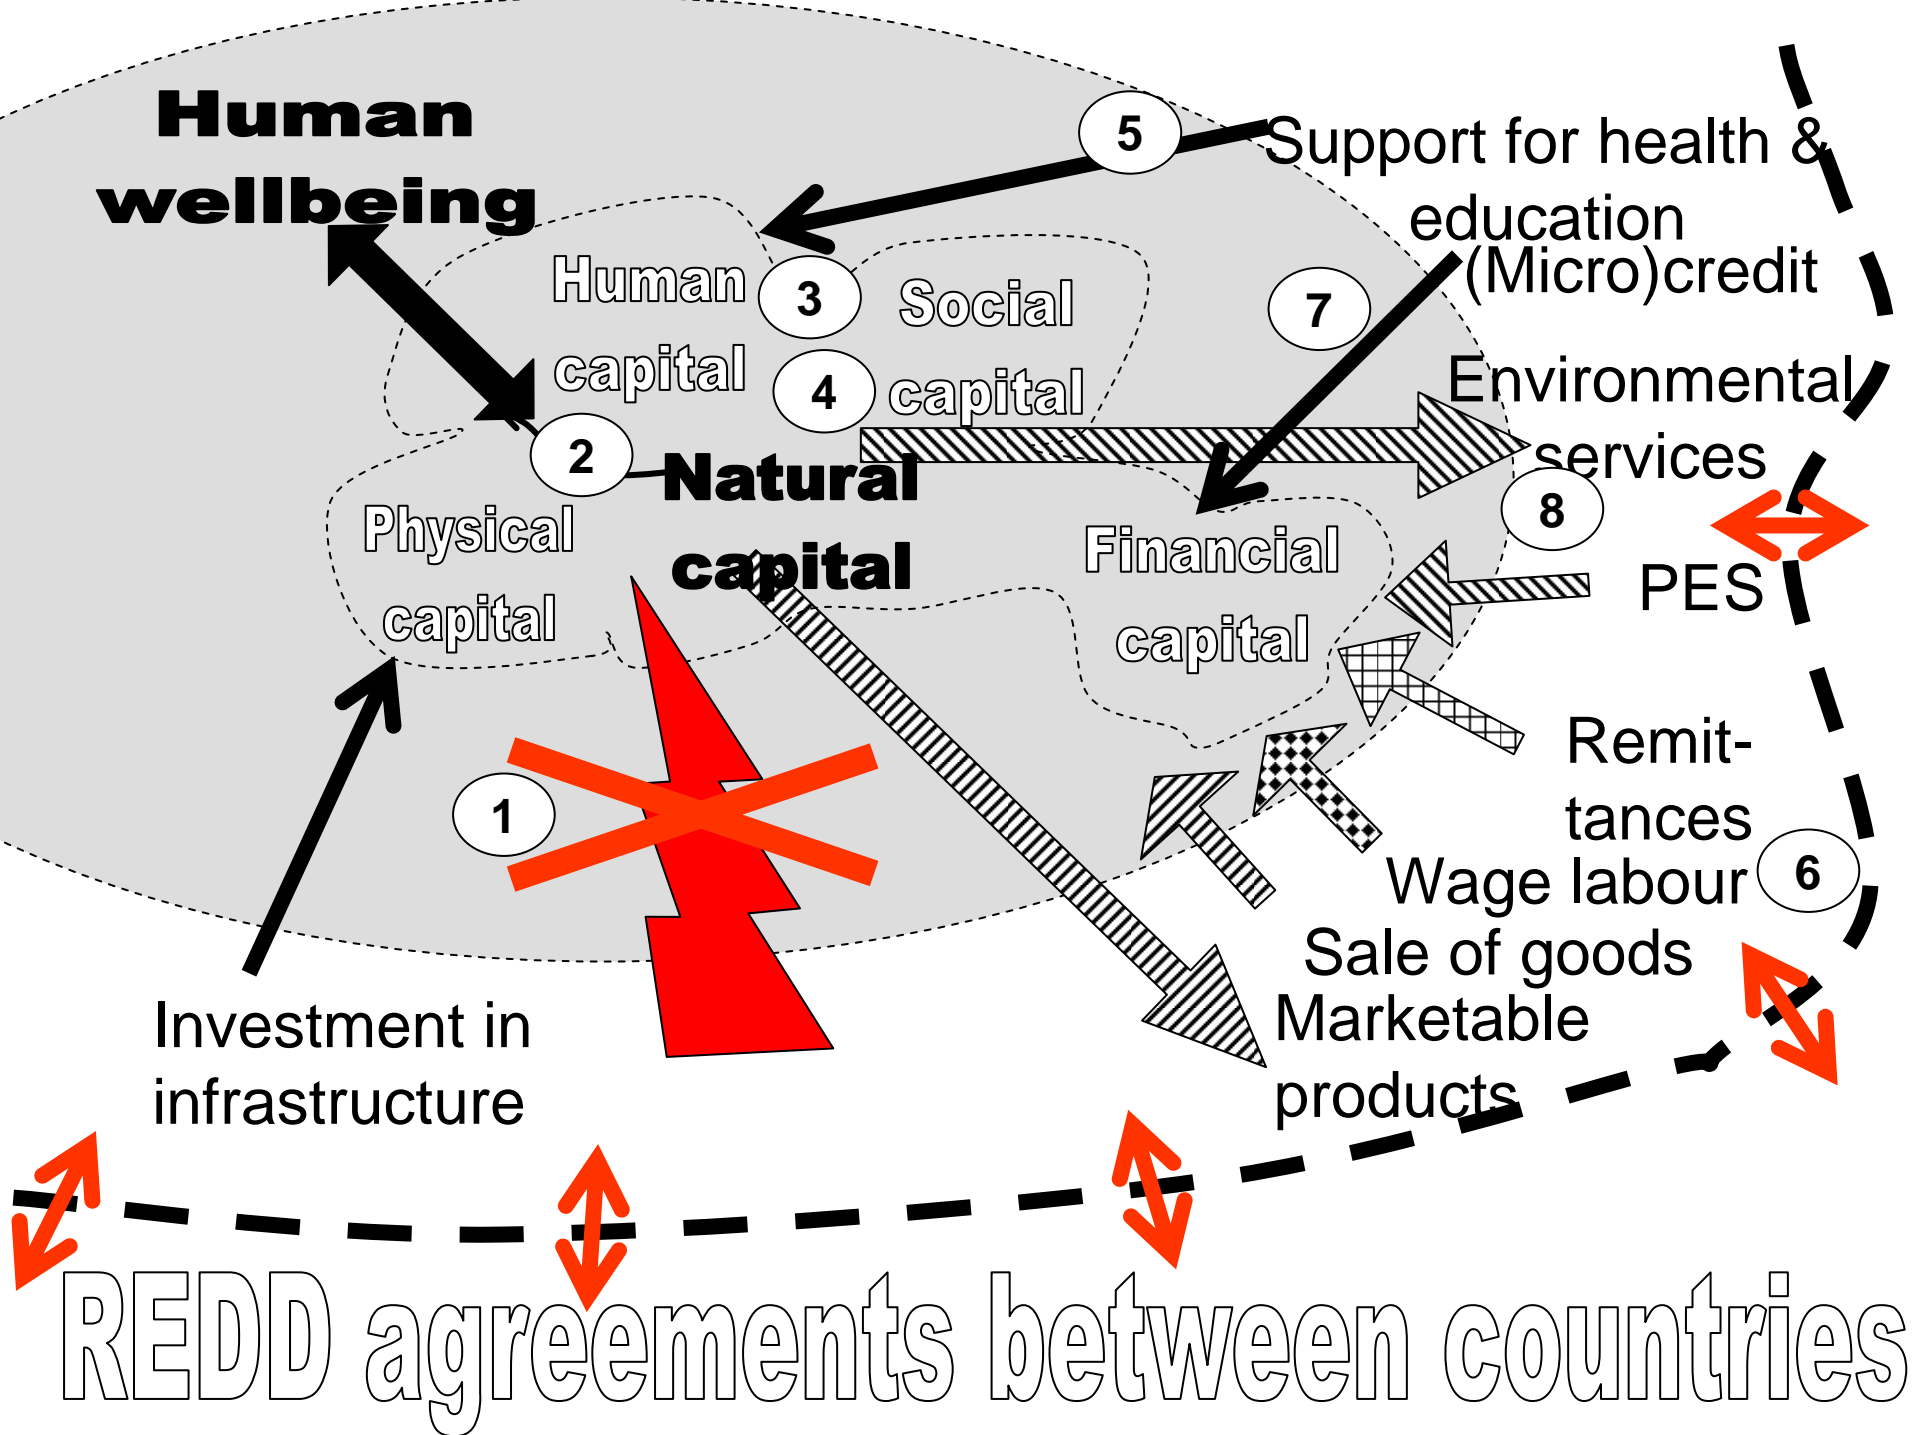 Human
wellbeing
5
Support for health &
education
(Micro)credit
Human
capital
3
4
Social
capital
7
Environmental
services
2
Natural
capital
8
Physical
capital
Financial
capital
PES
Remit-
tances
1
6
Wage labour
Sale of goods
Marketable
products
Investment in
infrastructure
REDD agreements between countries